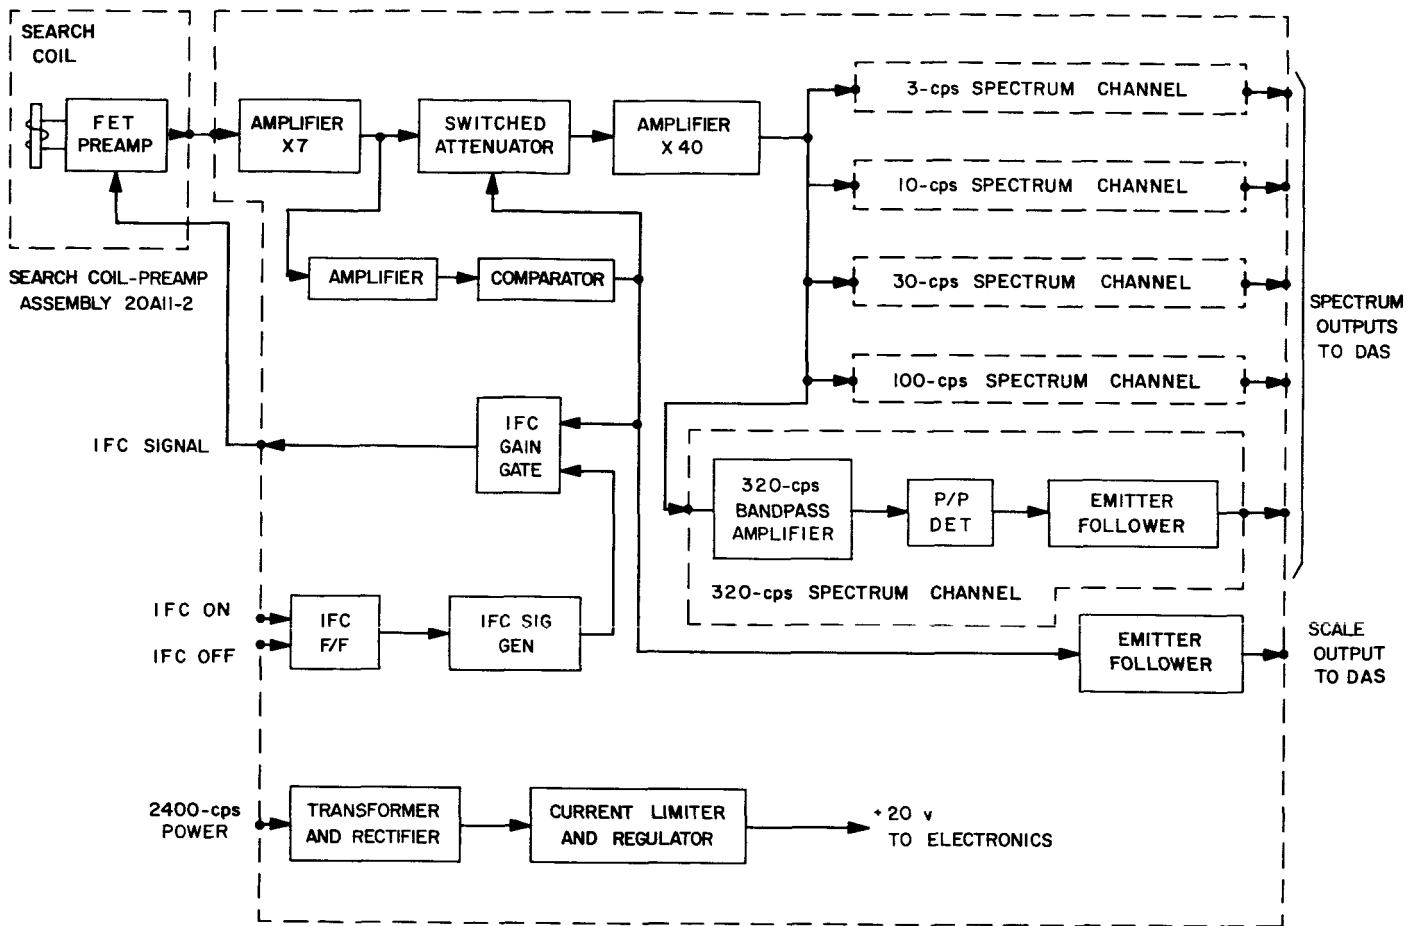 SEARCH
COIL
FET
PREAMP
SEARCH COIL-PREAMP
ASSEMBLY 20A11-2
AMPLIFIER
X7
SWITCHED
ATTENUATOR
AMPLIFIER
X 40
AMPLIFIER
COMPARATOR
3-cps SPECTRUM CHANNEL
10-cps SPECTRUM CHANNEL
30-cps SPECTRUM CHANNEL
100-cps SPECTRUM CHANNEL
SPECTRUM
OUTPUTS
TO DAS
IFC SIGNAL
IFC
GAIN
GATE
320-cps
BANDPASS
AMPLIFIER
P/P
DET
EMITTER
FOLLOWER
320-cps SPECTRUM CHANNEL
IFC ON
IFC OFF
IFC
F/F
IFC SIG
GEN
EMITTER
FOLLOWER
SCALE
OUTPUT
TO DAS
2400-cps
POWER
TRANSFORMER
AND RECTIFIER
CURRENT LIMITER
AND REGULATOR
+20 v
TO ELECTRONICS